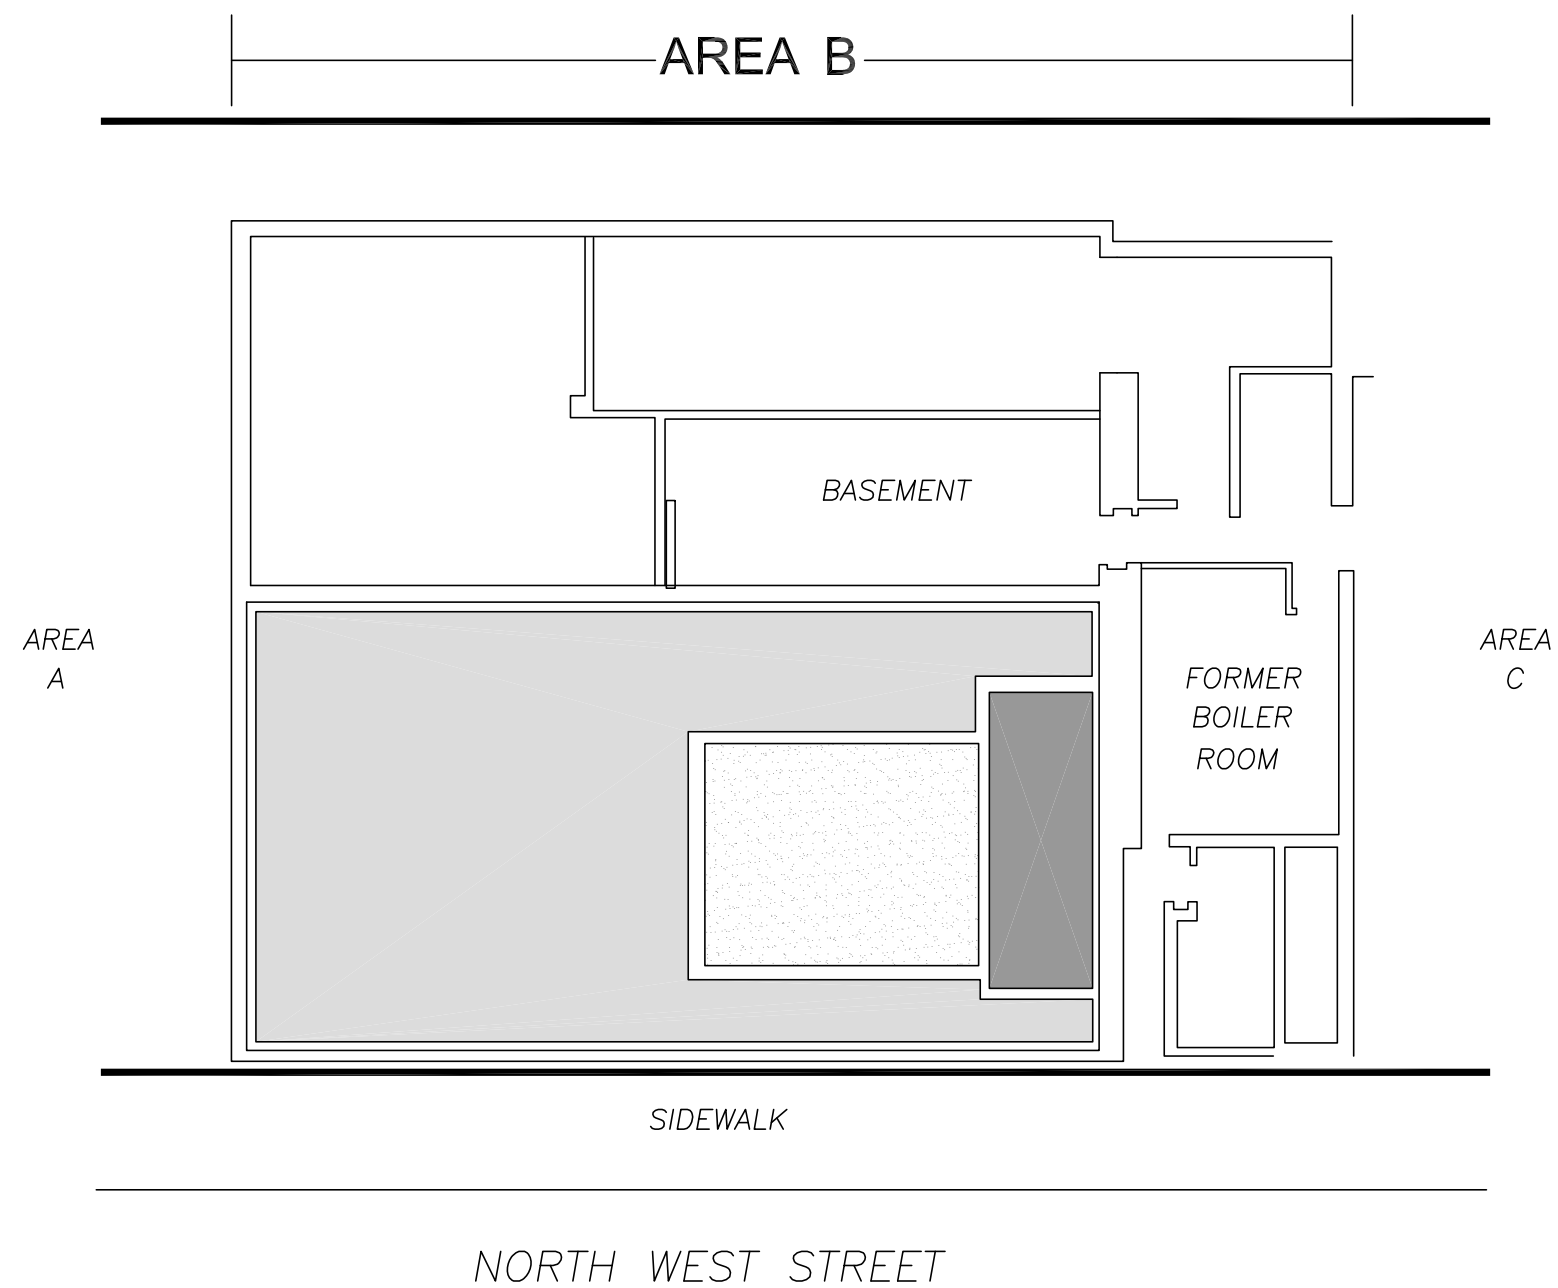 AREA B
BASEMENT
AREA
A
FORMER
BOILER
ROOM
AREA
C
SIDEWALK
NORTH WEST STREET